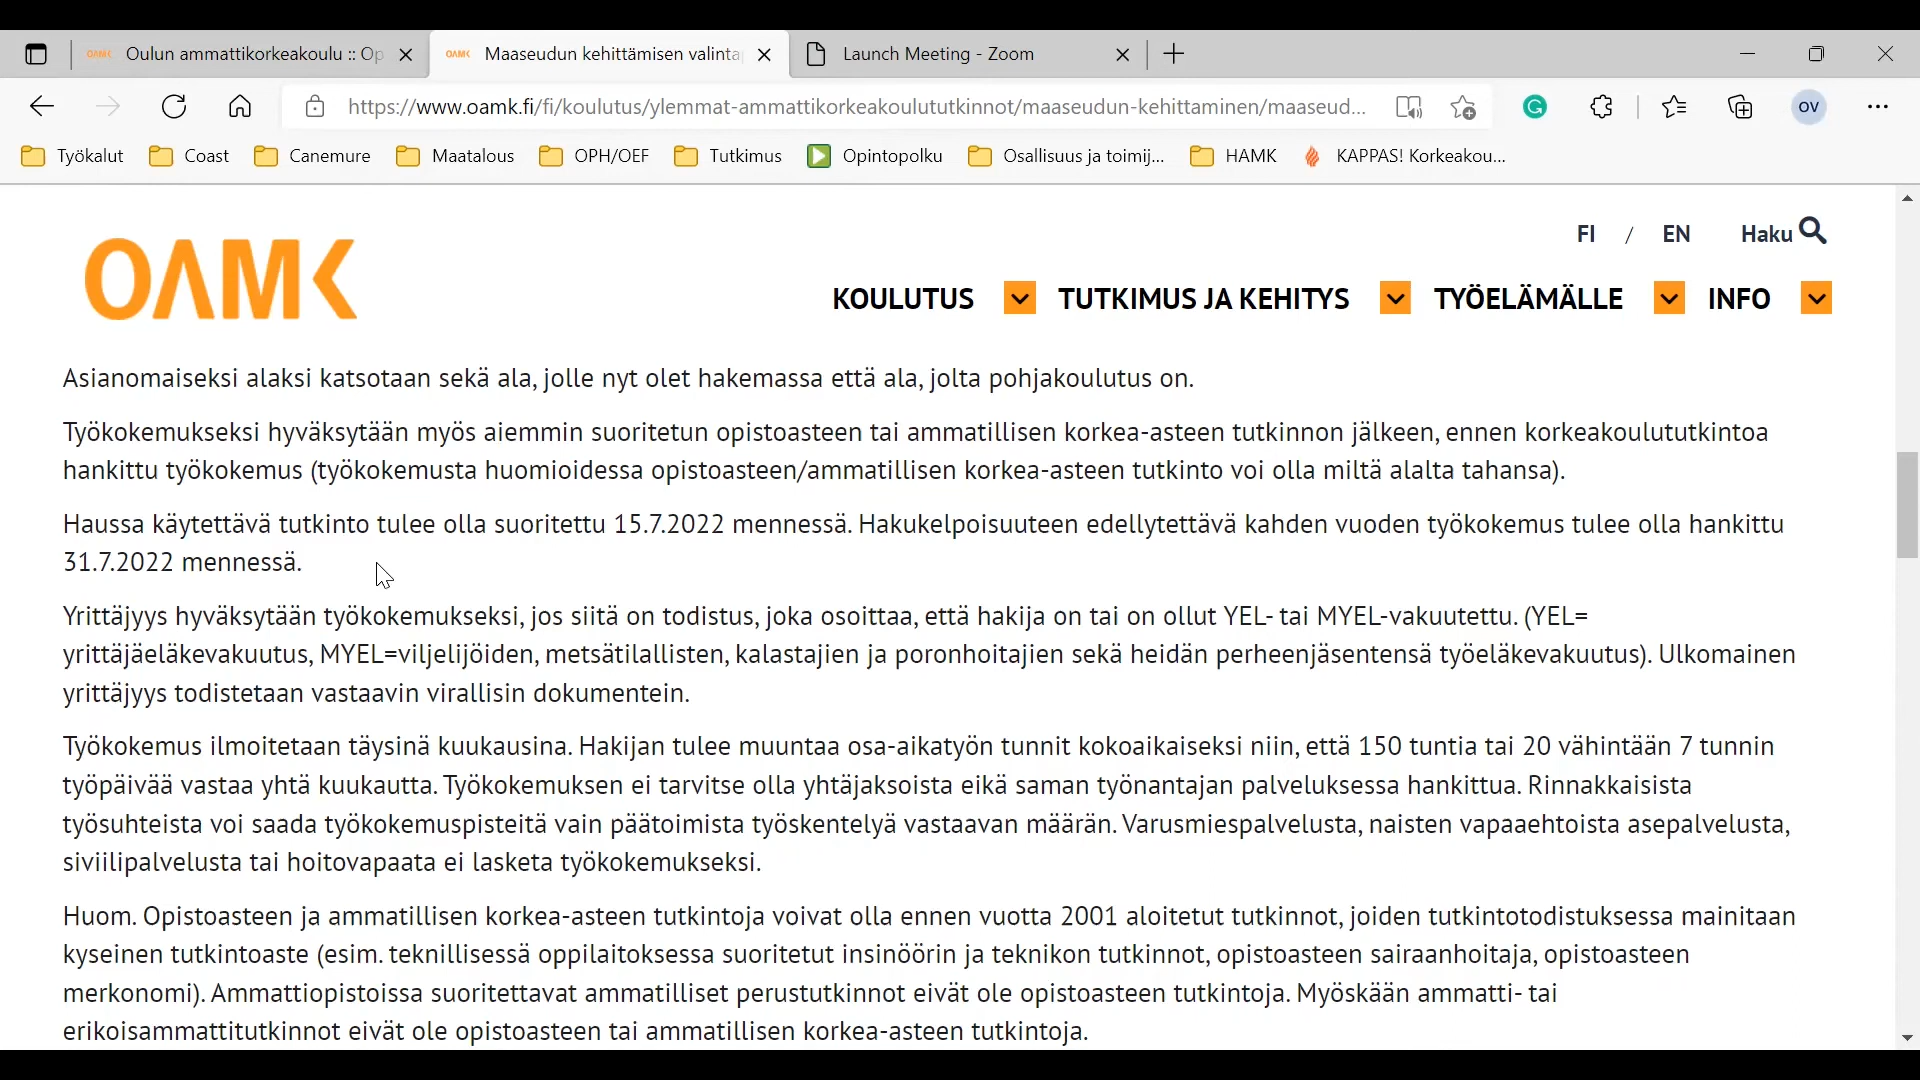 OAMK Oulun ammattikorkeakoulu :: Op
OAMK Maaseudun kehittämisen valinta
Launch Meeting - Zoom
https://www.oamk.fi/fi/koulutus/ylemmat-ammattikorkeakoulututkinnot/maaseudun-kehittaminen/maaseud...
OV
Työkalut Coast Canemure Maatalous OPH/OEF Tutkimus Opintopolku Osallisuus ja toimij... HAMK KAPPAS! Korkeakou...
FI / EN Haku
OAMK
KOULUTUS TUTKIMUS JA KEHITYS TYÖELÄMÄLLE INFO
Asianomaiseksi alaksi katsotaan sekä ala, jolle nyt olet hakemassa että ala, jolta pohjakoulutus on.
Työkokemukseksi hyväksytään myös aiemmin suoritetun opistoasteen tai ammatillisen korkea-asteen tutkinnon jälkeen, ennen korkeakoulututkintoa
hankittu työkokemus (työkokemusta huomioidessa opistoasteen/ammatillisen korkea-asteen tutkinto voi olla miltä alalta tahansa).
Haussa käytettävä tutkinto tulee olla suoritettu 15.7.2022 mennessä. Hakukelpoisuuteen edellytettävä kahden vuoden työkokemus tulee olla hankittu
31.7.2022 mennessä.
Yrittäjyys hyväksytään työkokemukseksi, jos siitä on todistus, joka osoittaa, että hakija on tai on ollut YEL- tai MYEL-vakuutettu. (YEL=
yrittäjäeläkevakuutus, MYEL=viljelijöiden, metsätilallisten, kalastajien ja poronhoitajien sekä heidän perheenjäsentensä työeläkevakuutus). Ulkomainen
yrittäjyys todistetaan vastaavin virallisin dokumentein.
Työkokemus ilmoitetaan täysinä kuukausina. Hakijan tulee muuntaa osa-aikatyön tunnit kokoaikaiseksi niin, että 150 tuntia tai 20 vähintään 7 tunnin
työpäivää vastaa yhtä kuukautta. Työkokemuksen ei tarvitse olla yhtäjaksoista eikä saman työnantajan palveluksessa hankittua. Rinnakkaisista
työsuhteista voi saada työkokemuspisteitä vain päätoimista työskentelyä vastaavan määrän. Varusmiespalvelusta, naisten vapaaehtoista asepalvelusta,
siviilipalvelusta tai hoitovapaata ei lasketa työkokemukseksi.
Huom. Opistoasteen ja ammatillisen korkea-asteen tutkintoja voivat olla ennen vuotta 2001 aloitetut tutkinnot, joiden tutkintotodistuksessa mainitaan
kyseinen tutkintoaste (esim. teknillisessä oppilaitoksessa suoritetut insinöörin ja teknikon tutkinnot, opistoasteen sairaanhoitaja, opistoasteen
merkonomi). Ammattiopistoissa suoritettavat ammatilliset perustutkinnot eivät ole opistoasteen tutkintoja. Myöskään ammatti- tai
erikoisammattitutkinnot eivät ole opistoasteen tai ammatillisen korkea-asteen tutkintoja.